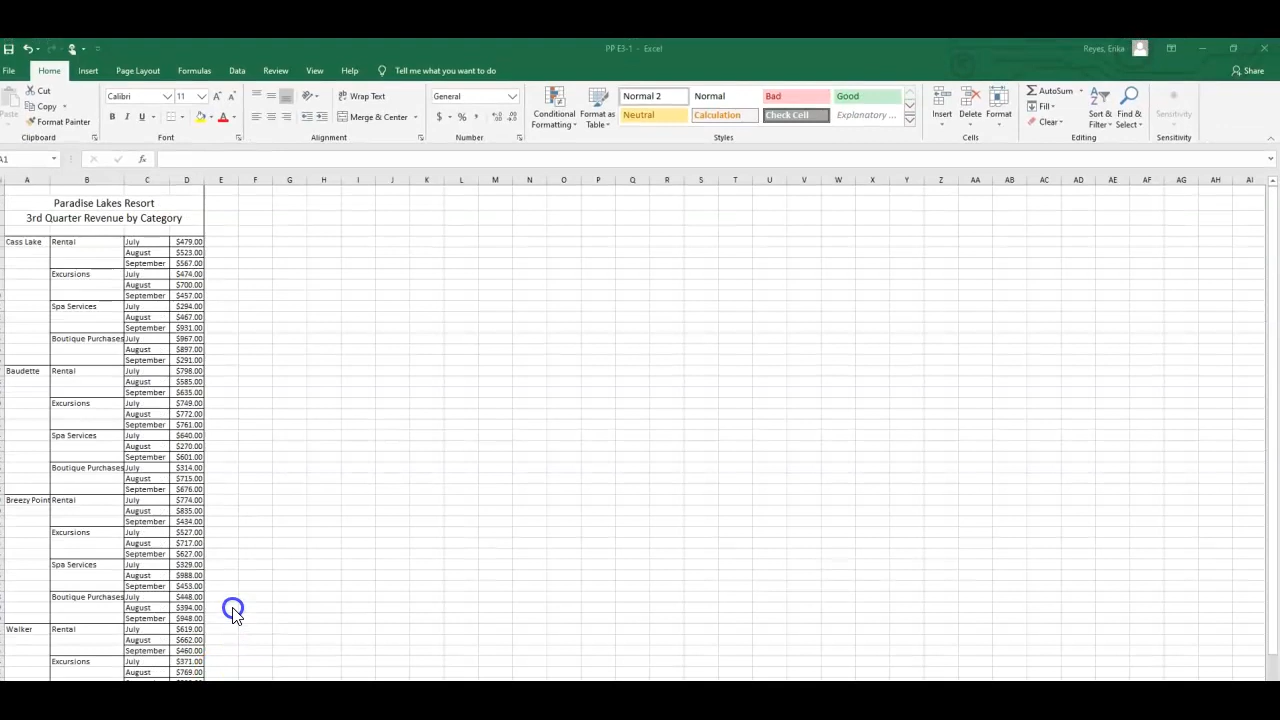 PP E3-1 - Excel
Reyes, Erika
File Home Insert Page Layout Formulas Data Review View Help Tell me what you want to do Share
Cut
Copy
Format Painter
Paste
Clipboard
Calibri 11
B I U
Font
Wrap Text
Merge & Center
Alignment
General
$ % ,
Number
Conditional Formatting
Format as Table
Normal 2 Normal Bad Good
Neutral Calculation Check Cell Explanatory ...
Styles
Insert Delete Format
Cells
AutoSum
Fill
Clear
Sort & Filter
Find & Select
Editing
Sensitivity
Sensitivity
A1 fx
A B C D E F G H I J K L M N O P Q R S T U V W X Y Z AA AB AC AD AE AF AG AH AI
Paradise Lakes Resort
3rd Quarter Revenue by Category
Cass Lake Rental July $479.00
August $523.00
September $567.00
Excursions July $474.00
August $700.00
September $457.00
Spa Services July $294.00
August $467.00
September $931.00
Boutique Purchases July $967.00
August $897.00
September $291.00
Baudette Rental July $798.00
August $585.00
September $635.00
Excursions July $749.00
August $772.00
September $761.00
Spa Services July $640.00
August $270.00
September $601.00
Boutique Purchases July $314.00
August $715.00
September $676.00
Breezy Point Rental July $774.00
August $835.00
September $434.00
Excursions July $527.00
August $717.00
September $627.00
Spa Services July $329.00
August $988.00
September $453.00
Boutique Purchases July $448.00
August $394.00
September $948.00
Walker Rental July $619.00
August $662.00
September $460.00
Excursions July $371.00
August $769.00